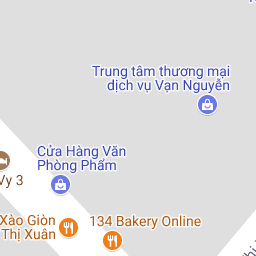 Trung tâm thương mại
dịch vụ Vạn Nguyễn
Cửa Hàng Văn
Phòng Phẩm
Vy 3
Xào Giòn
Thị Xuân
134 Bakery Online